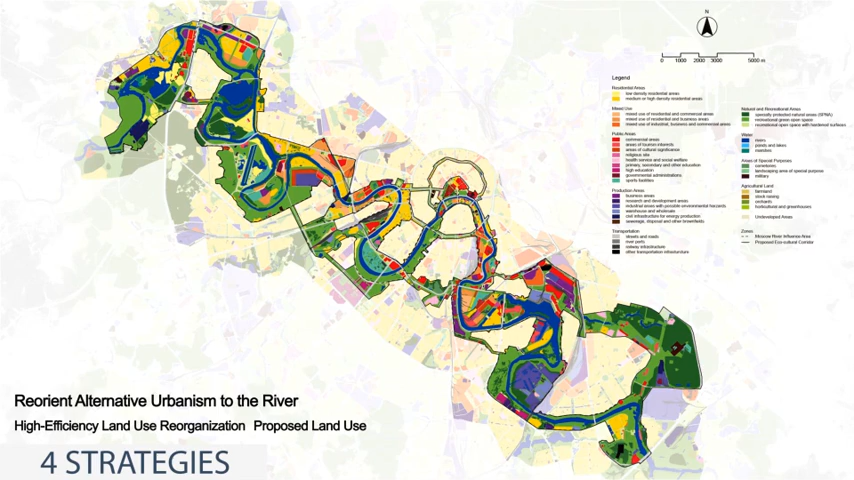 N
0 1000 2000 3000 5000 m
Legend
Residential Areas
low density residential areas
medium or high density residential areas
Mixed Use
mixed use of residential and commercial areas
mixed use of residential and business areas
mixed use of industrial, business and commercial areas
Public Areas
commercial areas
areas of tourism interests
areas of cultural significance
religious site
health service and social welfare
primary, secondary and other education
high education
governmental administrations
sports facilities
Production Areas
business areas
research and development areas
industrial areas with possible environmental hazards
warehouse and wholesale
civil infrastructure for energy production
sewerage, disposal and other brownfields
Transportation
streets and roads
river ports
railway infrastructure
other transportation infrastructure
Natural and Recreational Areas
specially protected natural areas (SPNA)
recreational green open space
recreational open space with hardened surfaces
Water
rivers
ponds and lakes
marshes
Areas of Special Purposes
cemeteries
landscaping area of special purpose
military
Agricultural Land
farmland
stock raising
orchards
horticultural and greenhouses
Undeveloped Areas
Zones
Moscow River Influence Area
Proposed Eco-cultural Corridor
Reorient Alternative Urbanism to the River
High-Efficiency Land Use Reorganization Proposed Land Use
4 STRATEGIES